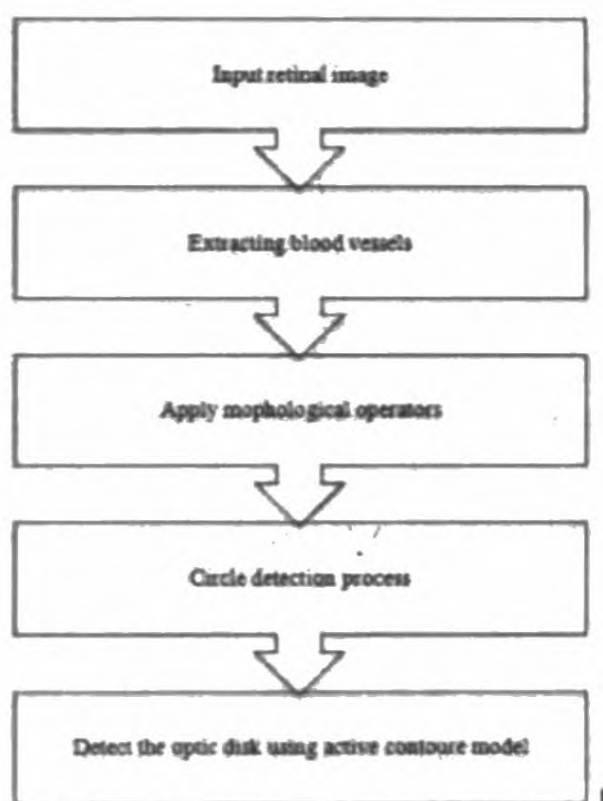 Input retinal image
Extracting blood vessels
Apply mophological operators
Circle detection process
Detect the optic disk using active contoure model